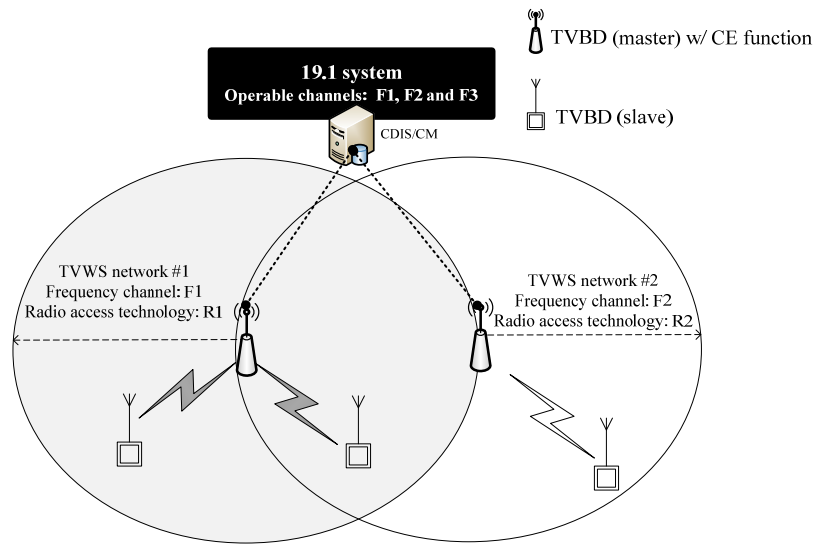 TVBD (master) w/ CE function
19.1 system
Operable channels: F1, F2 and F3
TVBD (slave)
CDIS/CM
TVWS network #1
Frequency channel: F1
Radio access technology: R1
TVWS network #2
Frequency channel: F2
Radio access technology: R2